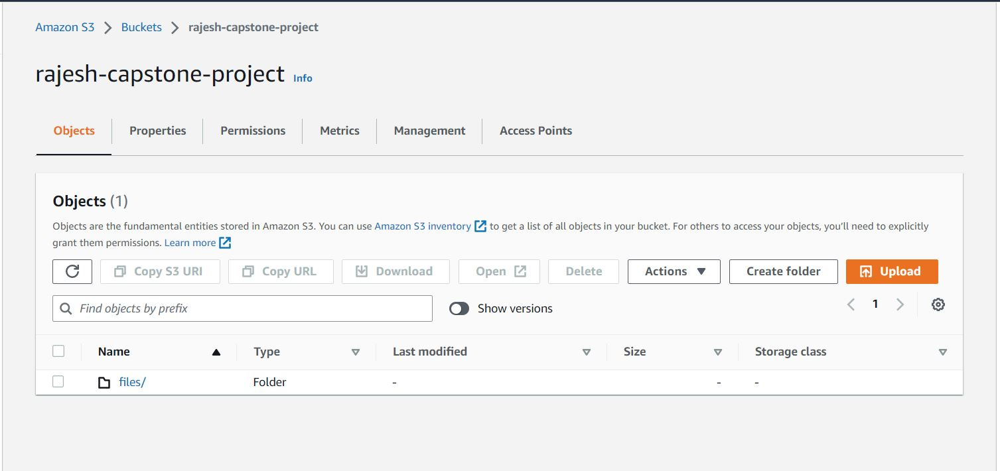 Amazon S3 Buckets rajesh-capstone-project
rajesh-capstone-project Info
Objects Properties Permissions Metrics Management Access Points
Objects (1)
Objects are the fundamental entities stored in Amazon S3. You can use Amazon S3 inventory to get a list of all objects in your bucket. For others to access your objects, you'll need to explicitly
grant them permissions. Learn more
Copy S3 URI Copy URL Download Open Delete Actions Create folder Upload
Find objects by prefix Show versions 1
Name Type Last modified Size Storage class
files/ Folder - - -